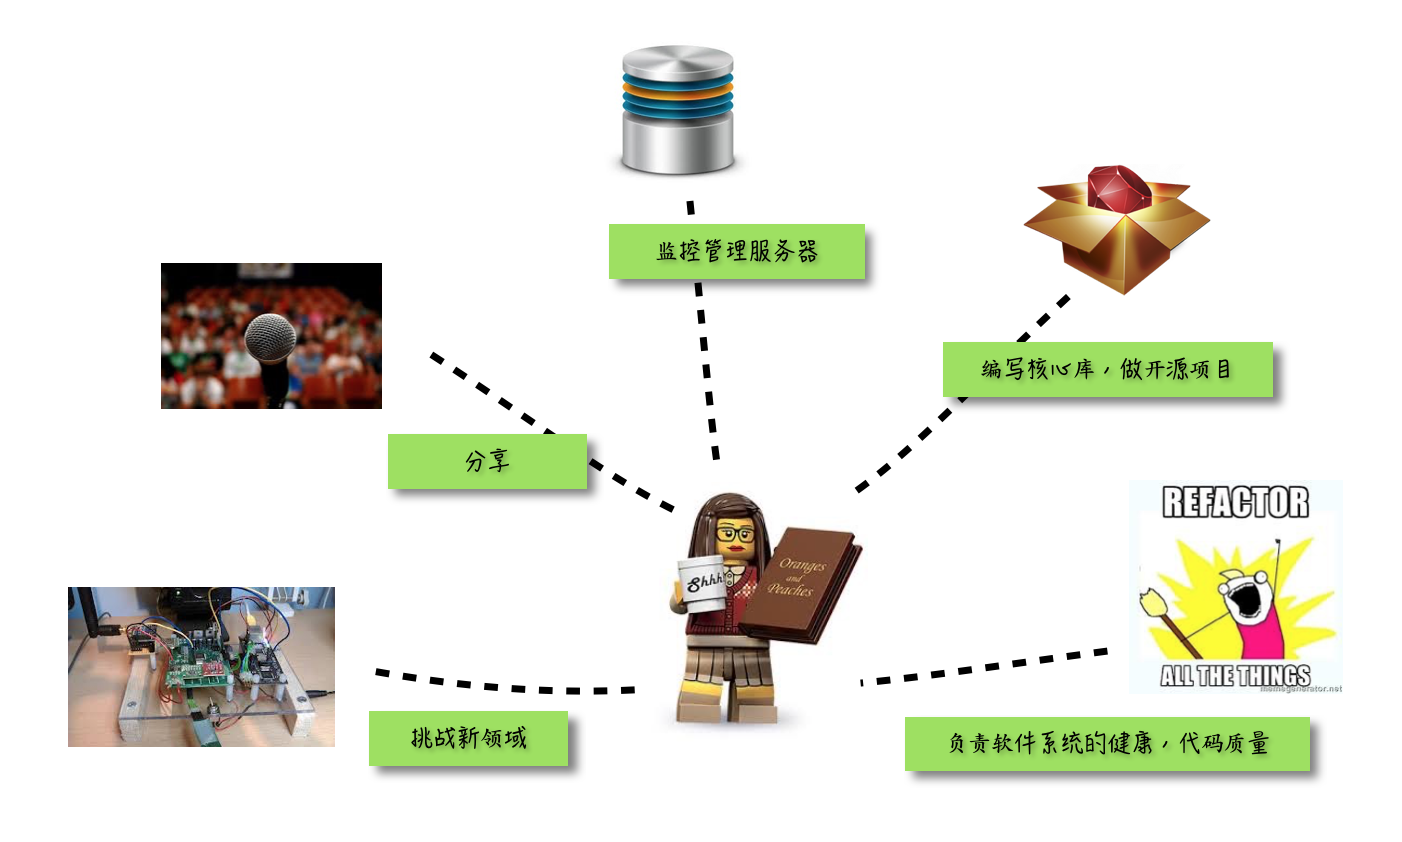 监控管理服务器
编写核心库，做开源项目
分享
REFACTOR
ALL THE THINGS
memegenerator.net
Shhh!
Oranges
and
Peaches
挑战新领域
负责软件系统的健康，代码质量